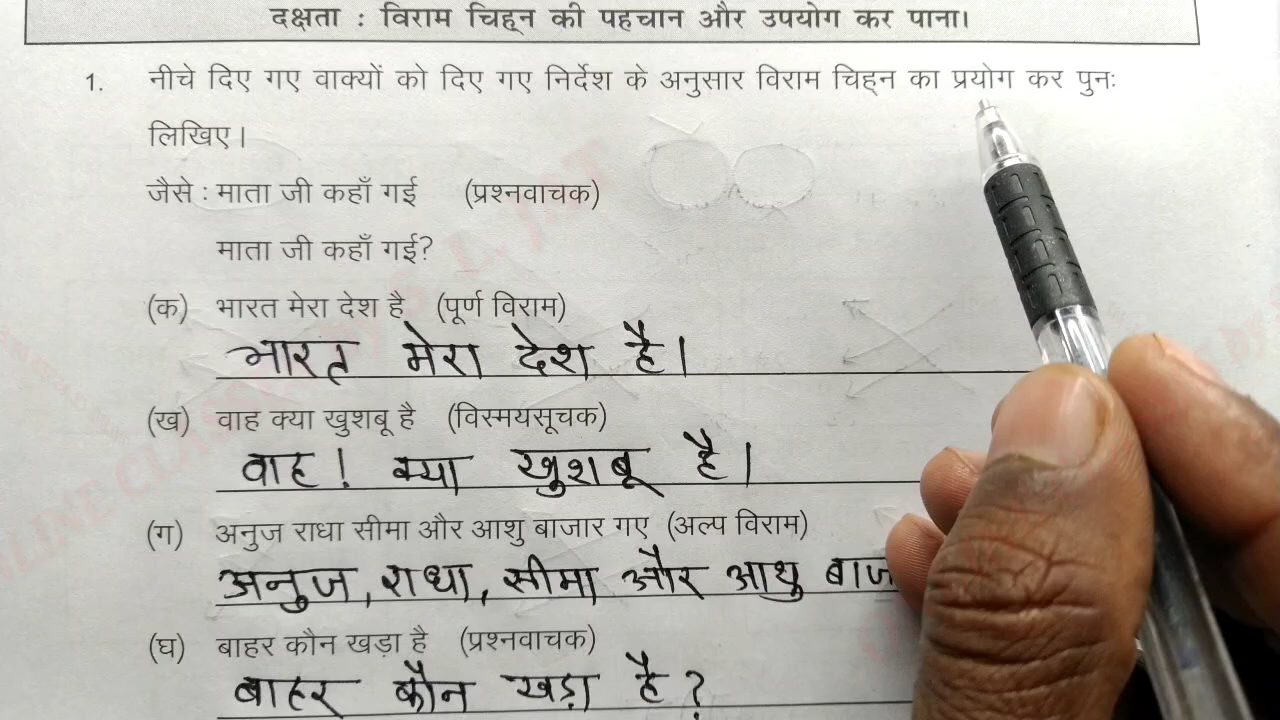 दक्षता : विराम चिह्न की पहचान और उपयोग कर पाना।
1. नीचे दिए गए वाक्यों को दिए गए निर्देश के अनुसार विराम चिह्न का प्रयोग कर पुनः
लिखिए।
जैसे : माता जी कहाँ गई (प्रश्नवाचक)
माता जी कहाँ गई?
(क) भारत मेरा देश है (पूर्ण विराम)
भारत मेरा देश है।
(ख) वाह क्या खुशबू है (विस्मयसूचक)
वाह! क्या खुशबू है।
(ग) अनुज राधा सीमा और आशु बाजार गए (अल्प विराम)
अनुज, राधा, सीमा और आशु
(घ) बाहर कौन खड़ा है (प्रश्नवाचक)
बाहर कौन खड़ा है?